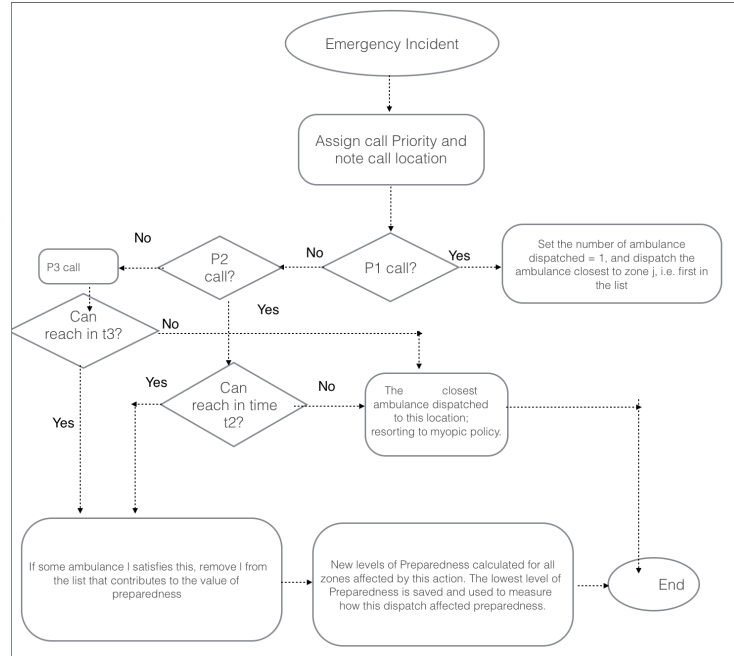 Emergency Incident
Assign call Priority and
note call location
No
P3 call
P2
call?
No
P1 call?
Yes
Set the number of ambulance
dispatched = 1, and dispatch the
ambulance closest to zone j, i.e. first in
the list
Can
reach in t3?
No
Yes
Yes
Yes
Can
reach in time
t2?
No
The closest
ambulance dispatched
to this location;
resorting to myopic policy.
If some ambulance l satisfies this, remove l from
the list that contributes to the value of
preparedness
New levels of Preparedness calculated for all
zones affected by this action. The lowest level of
Preparedness is saved and used to measure
how this dispatch affected preparedness.
End